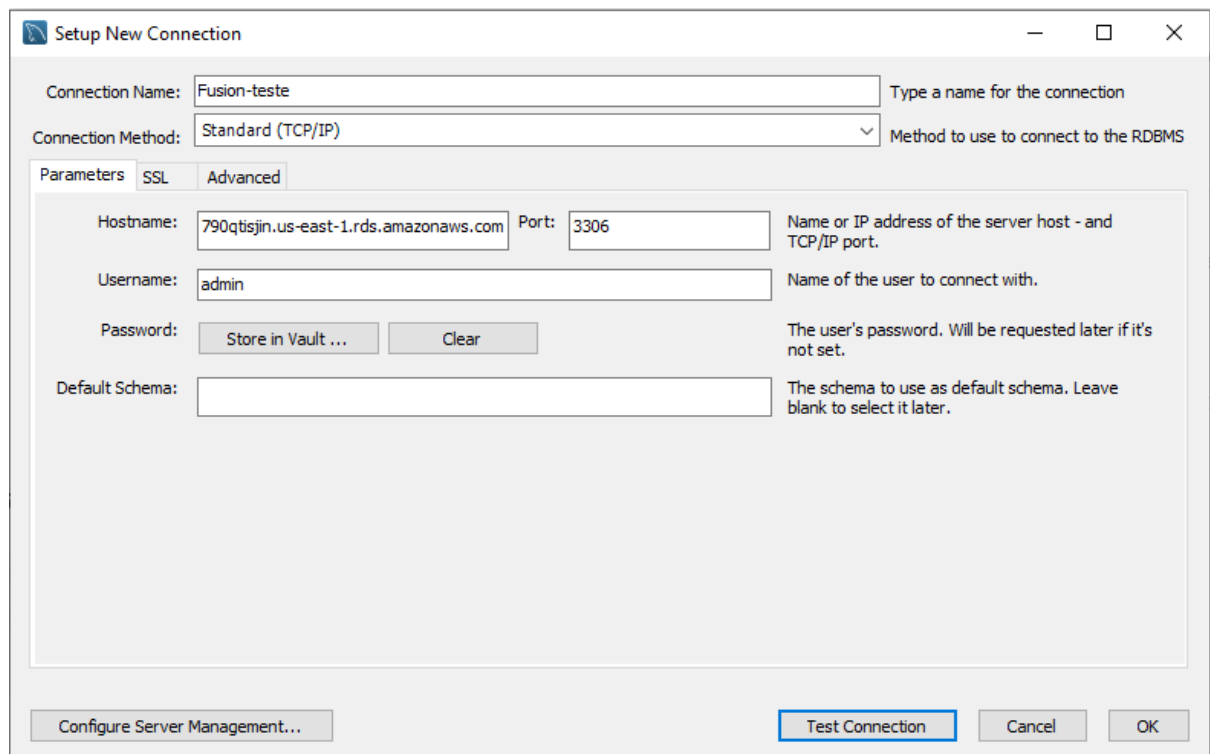 Setup New Connection
Connection Name: Fusion-teste Type a name for the connection
Connection Method: Standard (TCP/IP) Method to use to connect to the RDBMS
Parameters SSL Advanced
Hostname: 790qtisjin.us-east-1.rds.amazonaws.com Port: 3306 Name or IP address of the server host - and
TCP/IP port.
Username: admin Name of the user to connect with.
Password: Store in Vault ... Clear The user's password. Will be requested later if it's
not set.
Default Schema: The schema to use as default schema. Leave
blank to select it later.
Configure Server Management... Test Connection Cancel OK